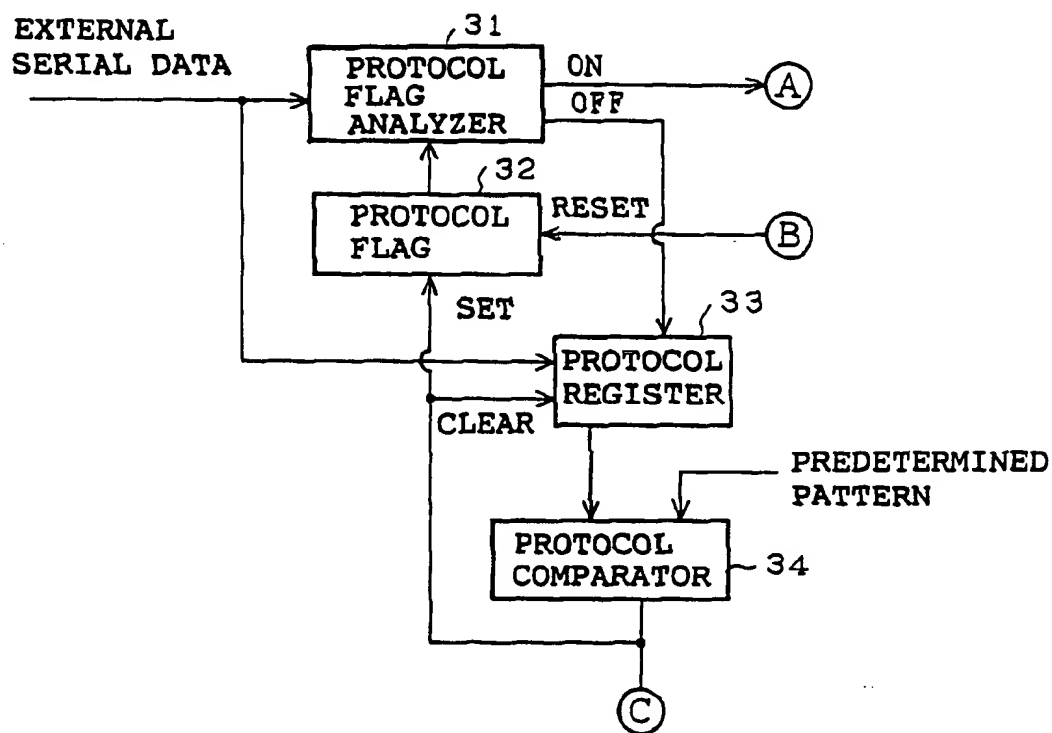 EXTERNAL
SERIAL DATA
31
PROTOCOL
FLAG
ANALYZER
ON
OFF
A
32
PROTOCOL
FLAG
RESET
B
SET
33
PROTOCOL
REGISTER
CLEAR
PREDETERMINED
PATTERN
PROTOCOL
COMPARATOR
34
C